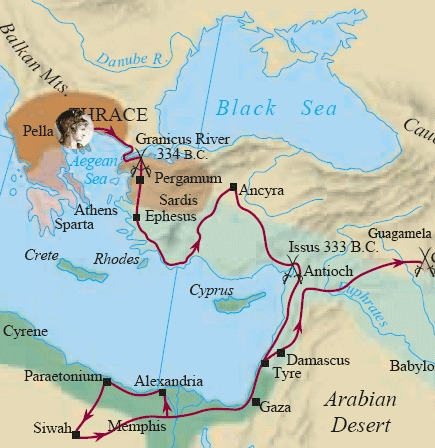 Balkan Mts.
Danube R.
THRACE
Black Sea
Pella
Granicus River
334 B.C.
Aegean
Sea
Pergamum
Sardis
Ancyra
Athens
Ephesus
Sparta
Guagamela
Issus 333 B.C.
Crete
Rhodes
Antioch
Cyprus
Euphrates
Cyrene
Damascus
Tyre
Paraetonium
Alexandria
Babylo
Gaza
Arabian
Desert
Siwah
Memphis
Cau